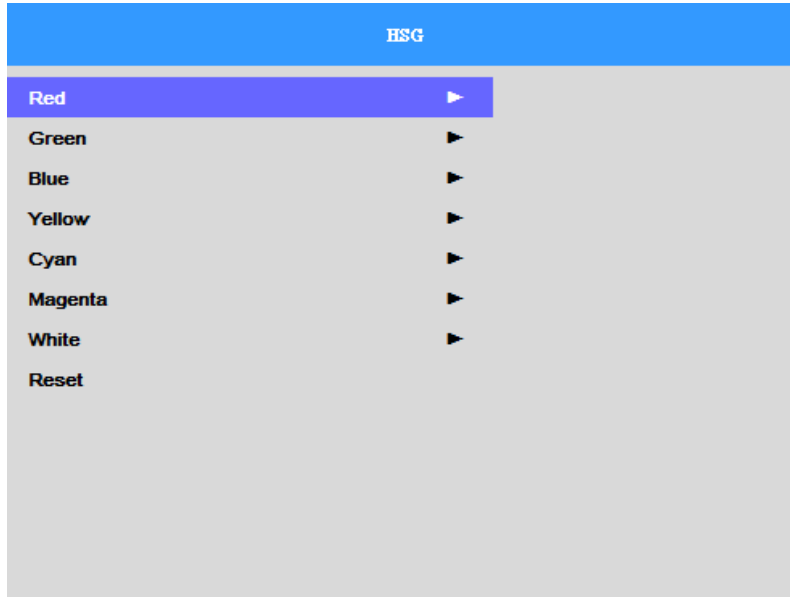 HSG
Red ►
Green ►
Blue ►
Yellow ►
Cyan ►
Magenta ►
White ►
Reset